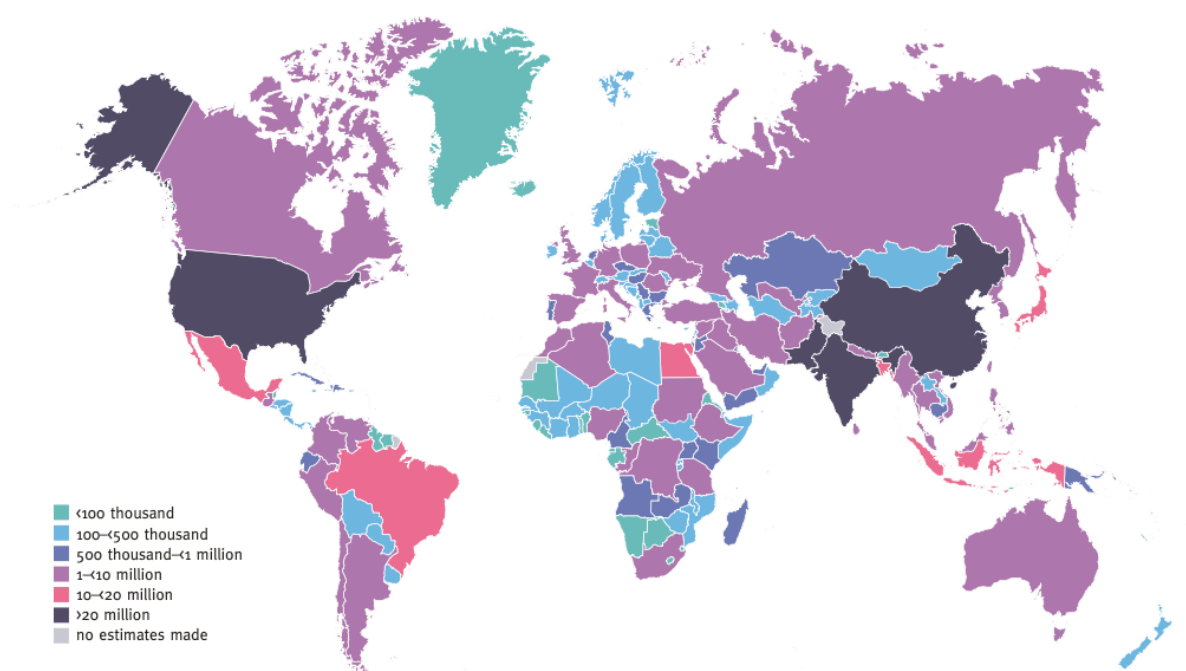 <100 thousand
100–<500 thousand
500 thousand–<1 million
1–<10 million
10–<20 million
>20 million
no estimates made